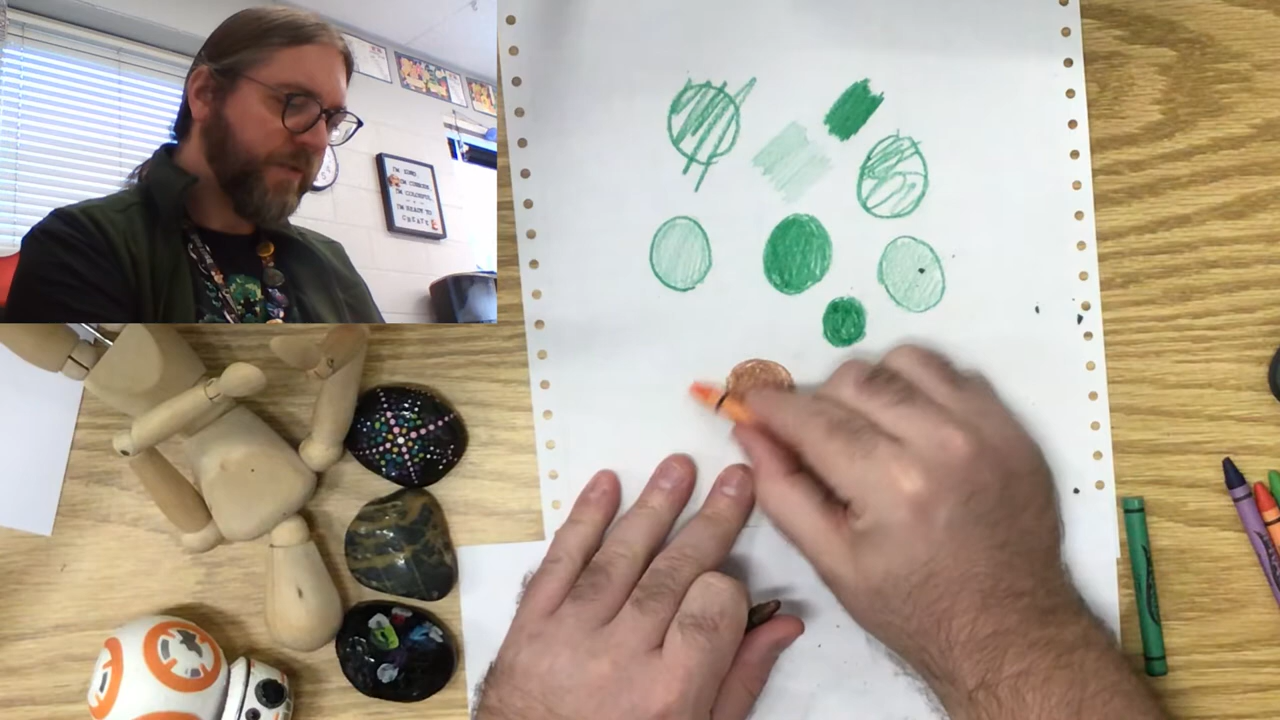 I'M KIND.
I'M CURIOUS.
I'M COLORFUL.
I'M READY TO
CREATE